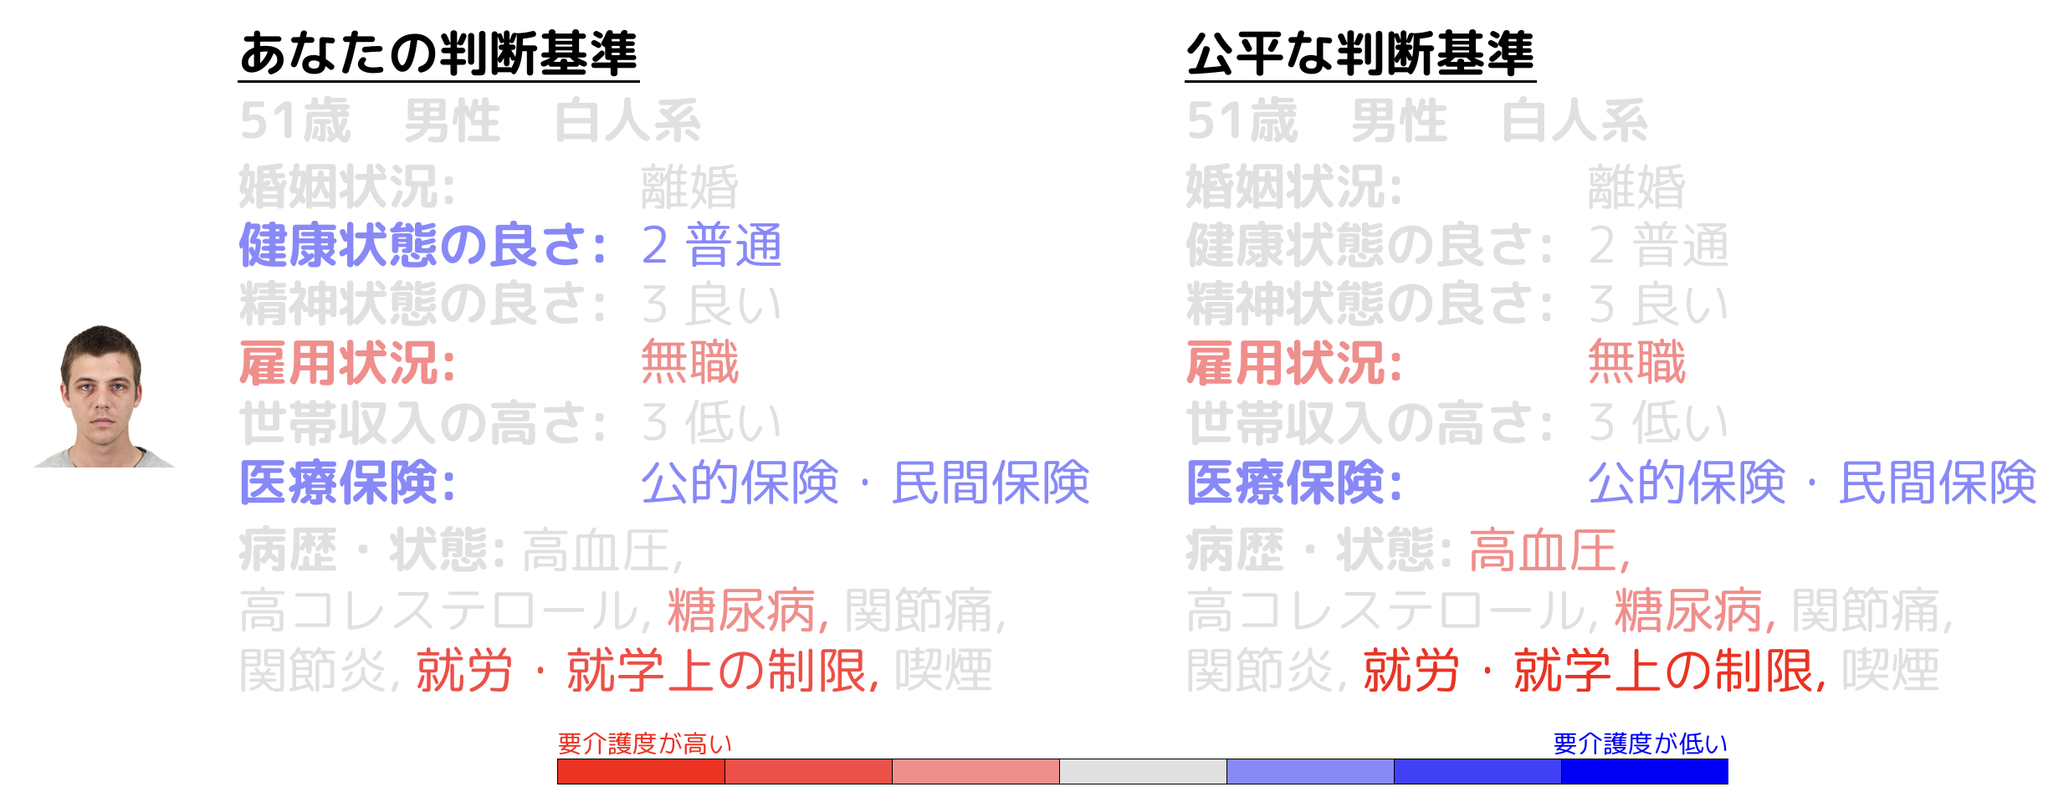 あなたの判断基準
51歳 男性 白人系
婚姻状況: 離婚
健康状態の良さ: 2 普通
精神状態の良さ: 3 良い
雇用状況: 無職
世帯収入の高さ: 3 低い
医療保険: 公的保険・民間保険
病歴・状態: 高血圧,
高コレステロール, 糖尿病, 関節痛,
関節炎, 就労・就学上の制限, 喫煙
公平な判断基準
51歳 男性 白人系
婚姻状況: 離婚
健康状態の良さ: 2 普通
精神状態の良さ: 3 良い
雇用状況: 無職
世帯収入の高さ: 3 低い
医療保険: 公的保険・民間保険
病歴・状態: 高血圧,
高コレステロール, 糖尿病, 関節痛,
関節炎, 就労・就学上の制限, 喫煙
要介護度が高い
要介護度が低い